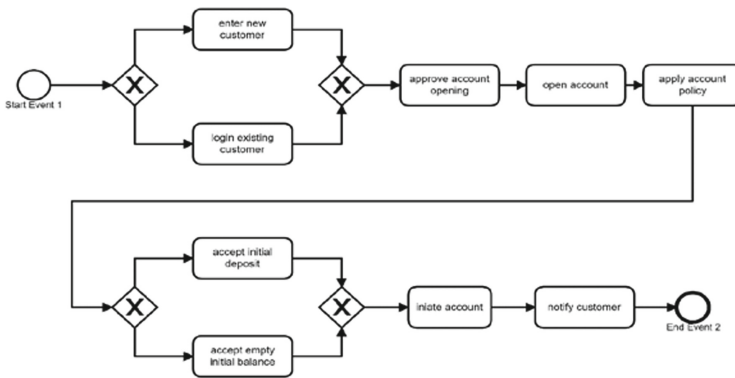 enter new
customer
Start Event 1
login existing
customer
approve account
opening
open account
apply account
policy
accept initial
deposit
accept empty
initial balance
iniate account
notify customer
End Event 2